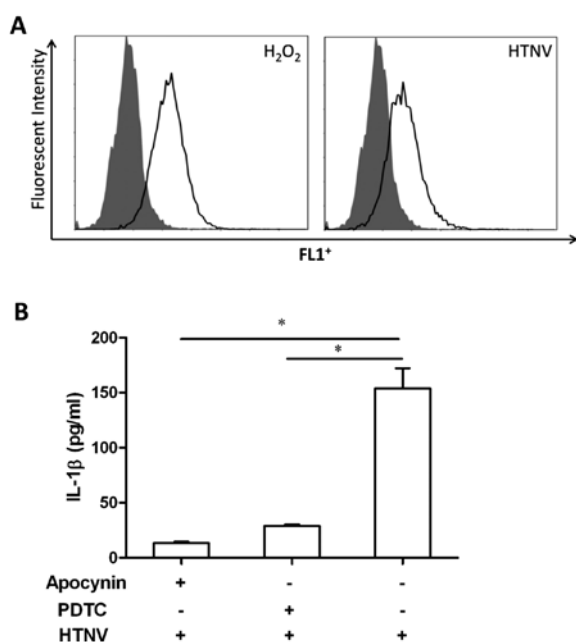 A
Fluorescent Intensity
H₂O₂
HTNV
FL1⁺
B
IL-1β (pg/ml)
200
150
100
50
0
*
*
Apocynin + - -
PDTC - + -
HTNV + + +